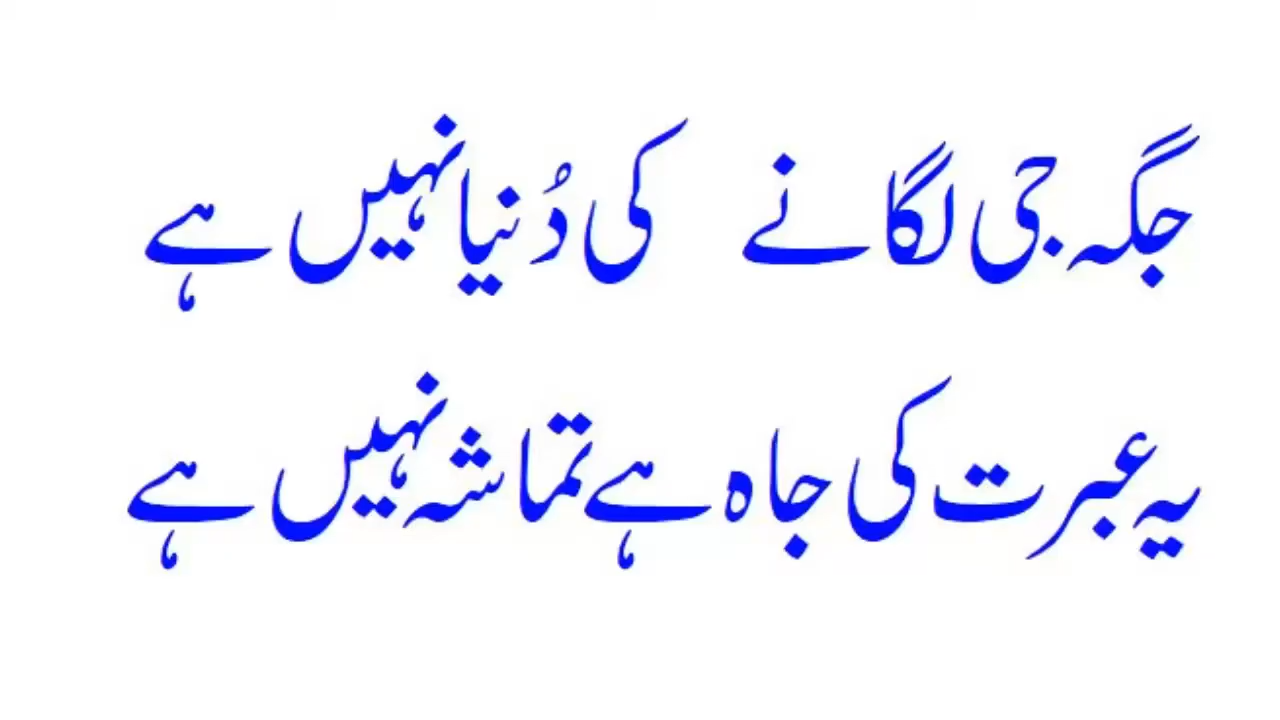 جگہ جی لگانے کی دُنیا نہیں ہے
یہ عبرت کی جاہ ہے تماشہ نہیں ہے